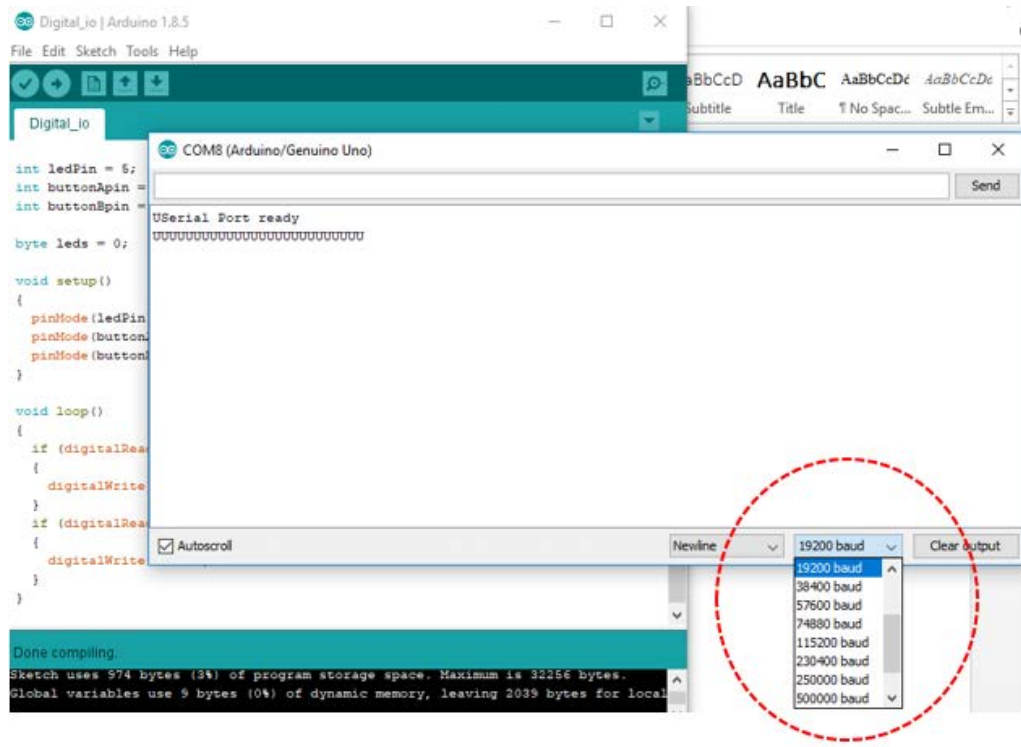 Digital_io | Arduino 1.8.5
File Edit Sketch Tools Help
Digital_io
int ledPin = 5;
int buttonApin =
int buttonBpin =
byte leds = 0;
void setup()
{
pinMode(ledPin
pinMode(button
pinMode(button
}
void loop()
{
if (digitalRea
{
digitalWrite
}
if (digitalRea
{
digitalWrite
}
}
Done compiling.
Sketch uses 974 bytes (3%) of program storage space. Maximum is 32256 bytes.
Global variables use 9 bytes (0%) of dynamic memory, leaving 2039 bytes for local
aBbCcD AaBbC AaBbCcDc AaBbCcDc
Subtitle Title ¶ No Spac... Subtle Em...
COM8 (Arduino/Genuino Uno)
Send
USerial Port ready
Autoscroll
Newline
19200 baud
Clear output
19200 baud
38400 baud
57600 baud
74880 baud
115200 baud
230400 baud
250000 baud
500000 baud